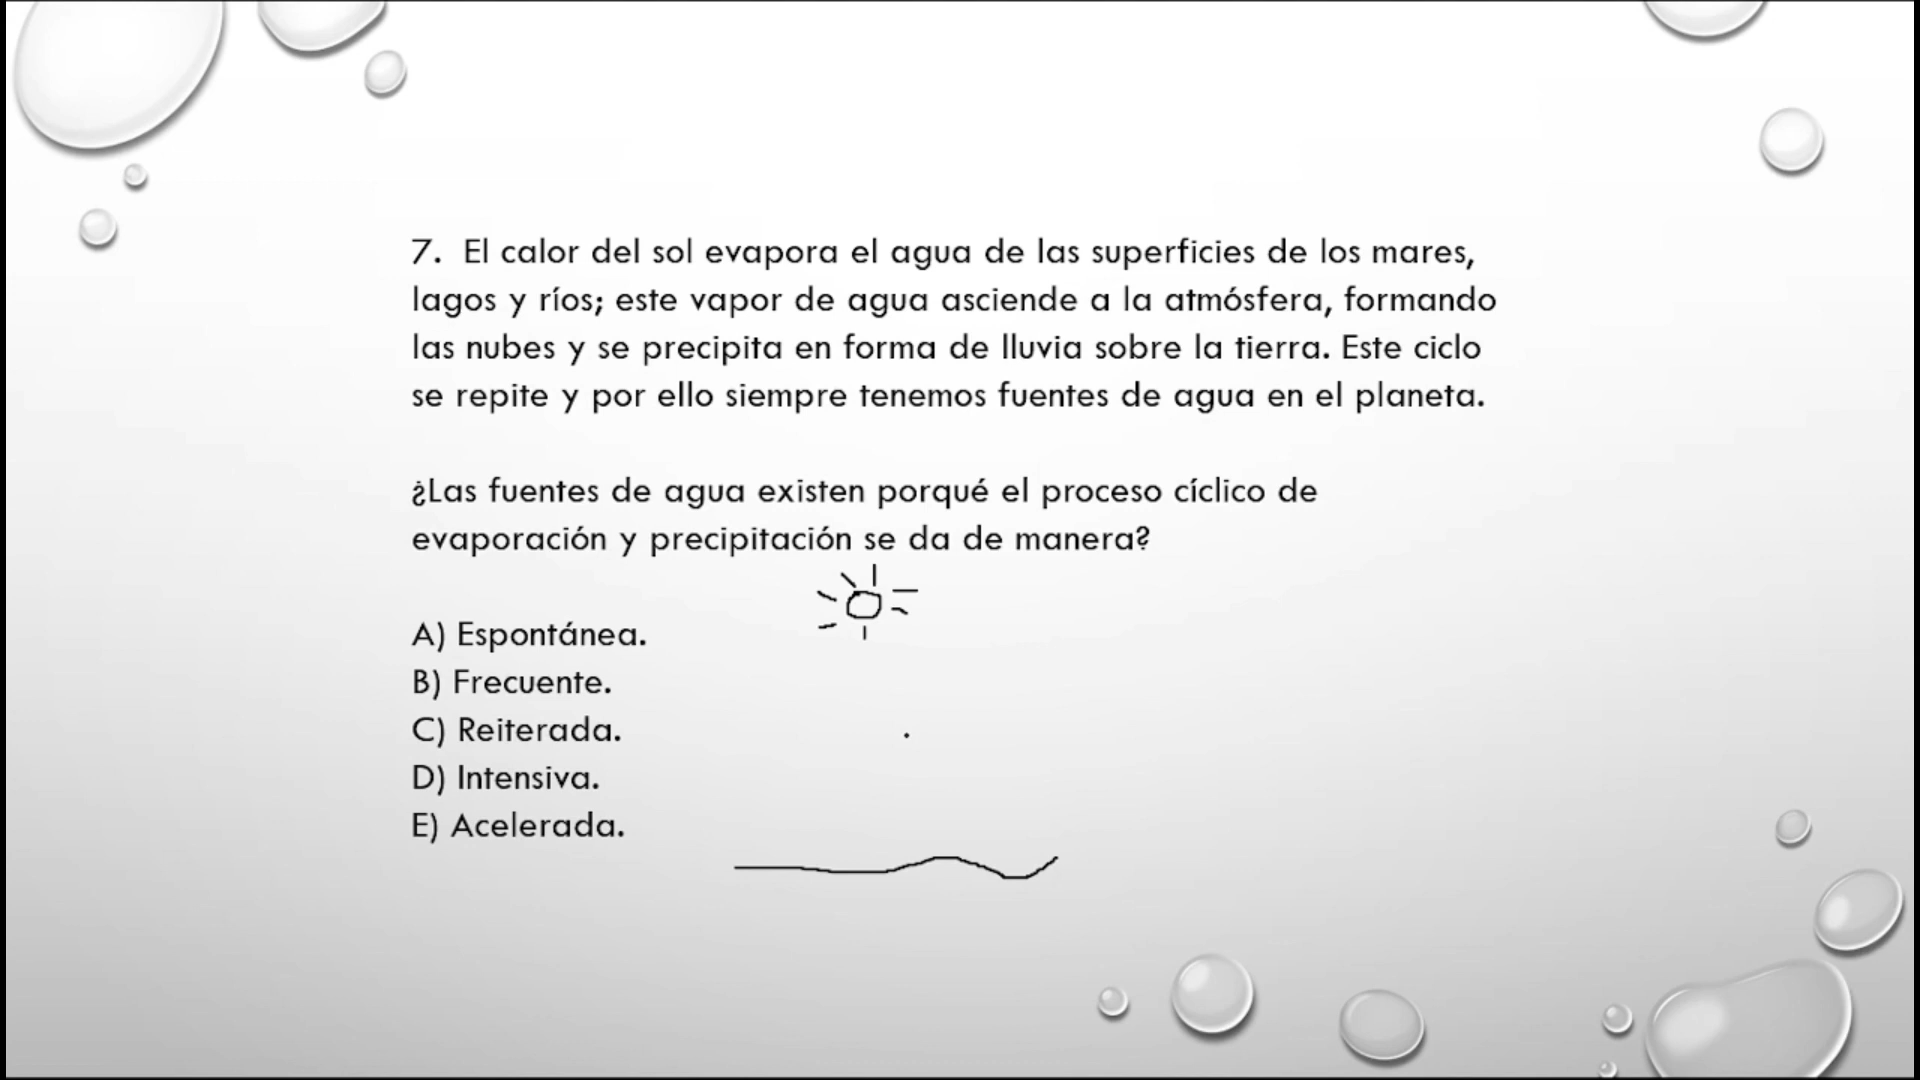 7. El calor del sol evapora el agua de las superficies de los mares,
lagos y ríos; este vapor de agua asciende a la atmósfera, formando
las nubes y se precipita en forma de lluvia sobre la tierra. Este ciclo
se repite y por ello siempre tenemos fuentes de agua en el planeta.
¿Las fuentes de agua existen porqué el proceso cíclico de
evaporación y precipitación se da de manera?
A) Espontánea.
B) Frecuente.
C) Reiterada.
D) Intensiva.
E) Acelerada.